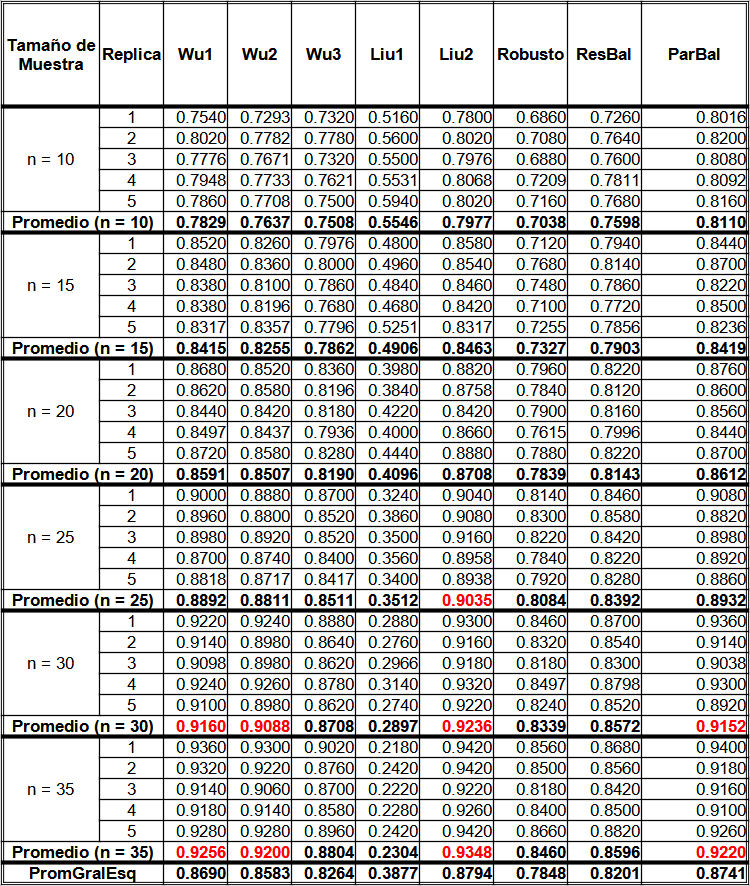 Tamaño de Muestra Replica Wu1 Wu2 Wu3 Liu1 Liu2 Robusto ResBal ParBal
n = 10
1 0.7540 0.7293 0.7320 0.5160 0.7800 0.6860 0.7260 0.8016
2 0.8020 0.7782 0.7780 0.5600 0.8020 0.7080 0.7640 0.8200
3 0.7776 0.7671 0.7320 0.5500 0.7976 0.6880 0.7600 0.8080
4 0.7948 0.7733 0.7621 0.5531 0.8068 0.7209 0.7811 0.8092
5 0.7860 0.7708 0.7500 0.5940 0.8020 0.7160 0.7680 0.8160
Promedio (n = 10) 0.7829 0.7637 0.7508 0.5546 0.7977 0.7038 0.7598 0.8110
n = 15
1 0.8520 0.8260 0.7976 0.4800 0.8580 0.7120 0.7940 0.8440
2 0.8480 0.8360 0.8000 0.4960 0.8540 0.7680 0.8140 0.8700
3 0.8380 0.8100 0.7860 0.4840 0.8460 0.7480 0.7860 0.8220
4 0.8380 0.8196 0.7680 0.4680 0.8420 0.7100 0.7720 0.8500
5 0.8317 0.8357 0.7796 0.5251 0.8317 0.7255 0.7856 0.8236
Promedio (n = 15) 0.8415 0.8255 0.7862 0.4906 0.8463 0.7327 0.7903 0.8419
n = 20
1 0.8680 0.8520 0.8360 0.3980 0.8820 0.7960 0.8220 0.8760
2 0.8620 0.8580 0.8196 0.3840 0.8758 0.7840 0.8120 0.8600
3 0.8440 0.8420 0.8180 0.4220 0.8420 0.7900 0.8160 0.8560
4 0.8497 0.8437 0.7936 0.4000 0.8660 0.7615 0.7996 0.8440
5 0.8720 0.8580 0.8280 0.4440 0.8880 0.7880 0.8220 0.8700
Promedio (n = 20) 0.8591 0.8507 0.8190 0.4096 0.8708 0.7839 0.8143 0.8612
n = 25
1 0.9000 0.8880 0.8700 0.3240 0.9040 0.8140 0.8460 0.9080
2 0.8960 0.8800 0.8520 0.3860 0.9080 0.8300 0.8580 0.8820
3 0.8980 0.8920 0.8520 0.3500 0.9160 0.8220 0.8420 0.8980
4 0.8700 0.8740 0.8400 0.3560 0.8958 0.7840 0.8220 0.8920
5 0.8818 0.8717 0.8417 0.3400 0.8938 0.7920 0.8280 0.8860
Promedio (n = 25) 0.8892 0.8811 0.8511 0.3512 0.9035 0.8084 0.8392 0.8932
n = 30
1 0.9220 0.9240 0.8880 0.2880 0.9300 0.8460 0.8700 0.9360
2 0.9140 0.8980 0.8640 0.2760 0.9160 0.8320 0.8540 0.9140
3 0.9098 0.8980 0.8620 0.2966 0.9180 0.8180 0.8300 0.9038
4 0.9240 0.9260 0.8780 0.3140 0.9320 0.8497 0.8798 0.9300
5 0.9100 0.8980 0.8620 0.2740 0.9220 0.8240 0.8520 0.8920
Promedio (n = 30) 0.9160 0.9088 0.8708 0.2897 0.9236 0.8339 0.8572 0.9152
n = 35
1 0.9360 0.9300 0.9020 0.2180 0.9420 0.8560 0.8680 0.9400
2 0.9320 0.9220 0.8760 0.2420 0.9420 0.8500 0.8560 0.9180
3 0.9140 0.9060 0.8700 0.2220 0.9220 0.8180 0.8420 0.9160
4 0.9180 0.9140 0.8580 0.2280 0.9260 0.8400 0.8500 0.9100
5 0.9280 0.9280 0.8960 0.2420 0.9420 0.8660 0.8820 0.9260
Promedio (n = 35) 0.9256 0.9200 0.8804 0.2304 0.9348 0.8460 0.8596 0.9220
PromGralEsq 0.8690 0.8583 0.8264 0.3877 0.8794 0.7848 0.8201 0.8741